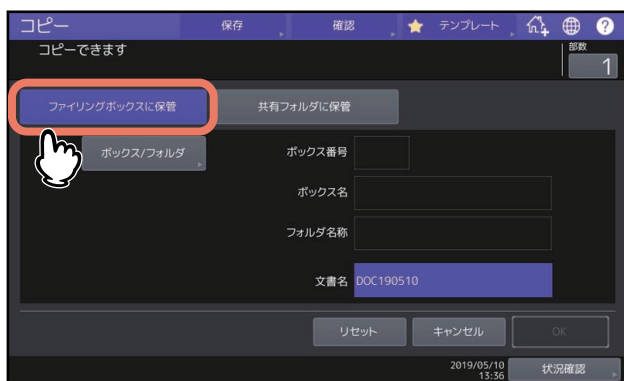 コピー 保存 確認 テンプレート
コピーできます
部数
1
ファイリングボックスに保管 共有フォルダに保管
ボックス/フォルダ ボックス番号
ボックス名
フォルダ名称
文書名 DOC190510
リセット キャンセル OK
2019/05/10
13:36 状況確認